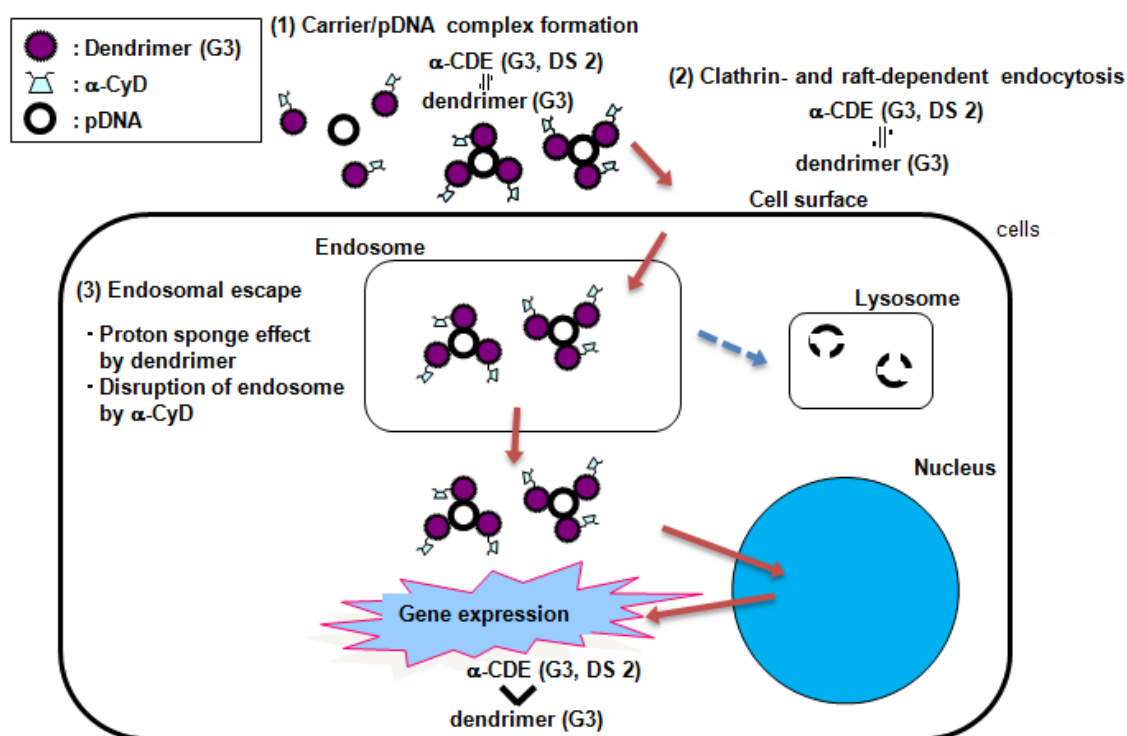 : Dendrimer (G3)
: α-CyD
: pDNA
(1) Carrier/pDNA complex formation
α-CDE (G3, DS 2)
dendrimer (G3)
(2) Clathrin- and raft-dependent endocytosis
α-CDE (G3, DS 2)
dendrimer (G3)
Cell surface
cells
Endosome
(3) Endosomal escape
- Proton sponge effect
by dendrimer
- Disruption of endosome
by α-CyD
Lysosome
Nucleus
Gene expression
α-CDE (G3, DS 2)
dendrimer (G3)